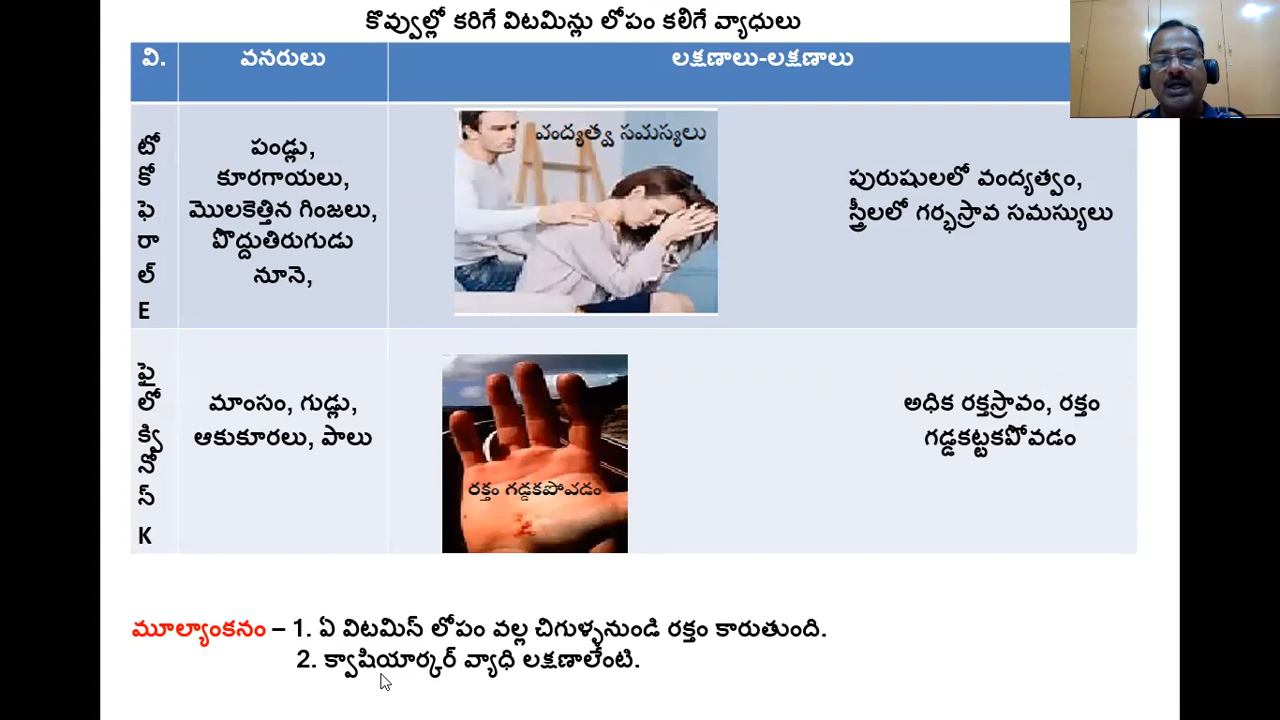 కొవ్వుల్లో కరిగే విటమిన్లు లోపం కలిగే వ్యాధులు
వి.
వనరులు
లక్షణాలు-లక్షణాలు
టో
కో
ఫె
రా
ల్
E
పండ్లు,
కూరగాయలు,
మొలకెత్తిన గింజలు,
పొద్దుతిరుగుడు
నూనె,
వంద్యత్వ సమస్యలు
పురుషులలో వంద్యత్వం,
స్త్రీలలో గర్భస్రావ సమస్యులు
పై
లో
క్వి
నో
స్
K
మాంసం, గుడ్లు,
ఆకుకూరలు, పాలు
రక్తం గడ్డకపోవడం
అధిక రక్తస్రావం, రక్తం
గడ్డకట్టకపోవడం
మూల్యాంకనం – 1. ఏ విటమిస్ లోపం వల్ల చిగుళ్ళనుండి రక్తం కారుతుంది.
2. క్వాషియార్కర్ వ్యాధి లక్షణాలేంటి.